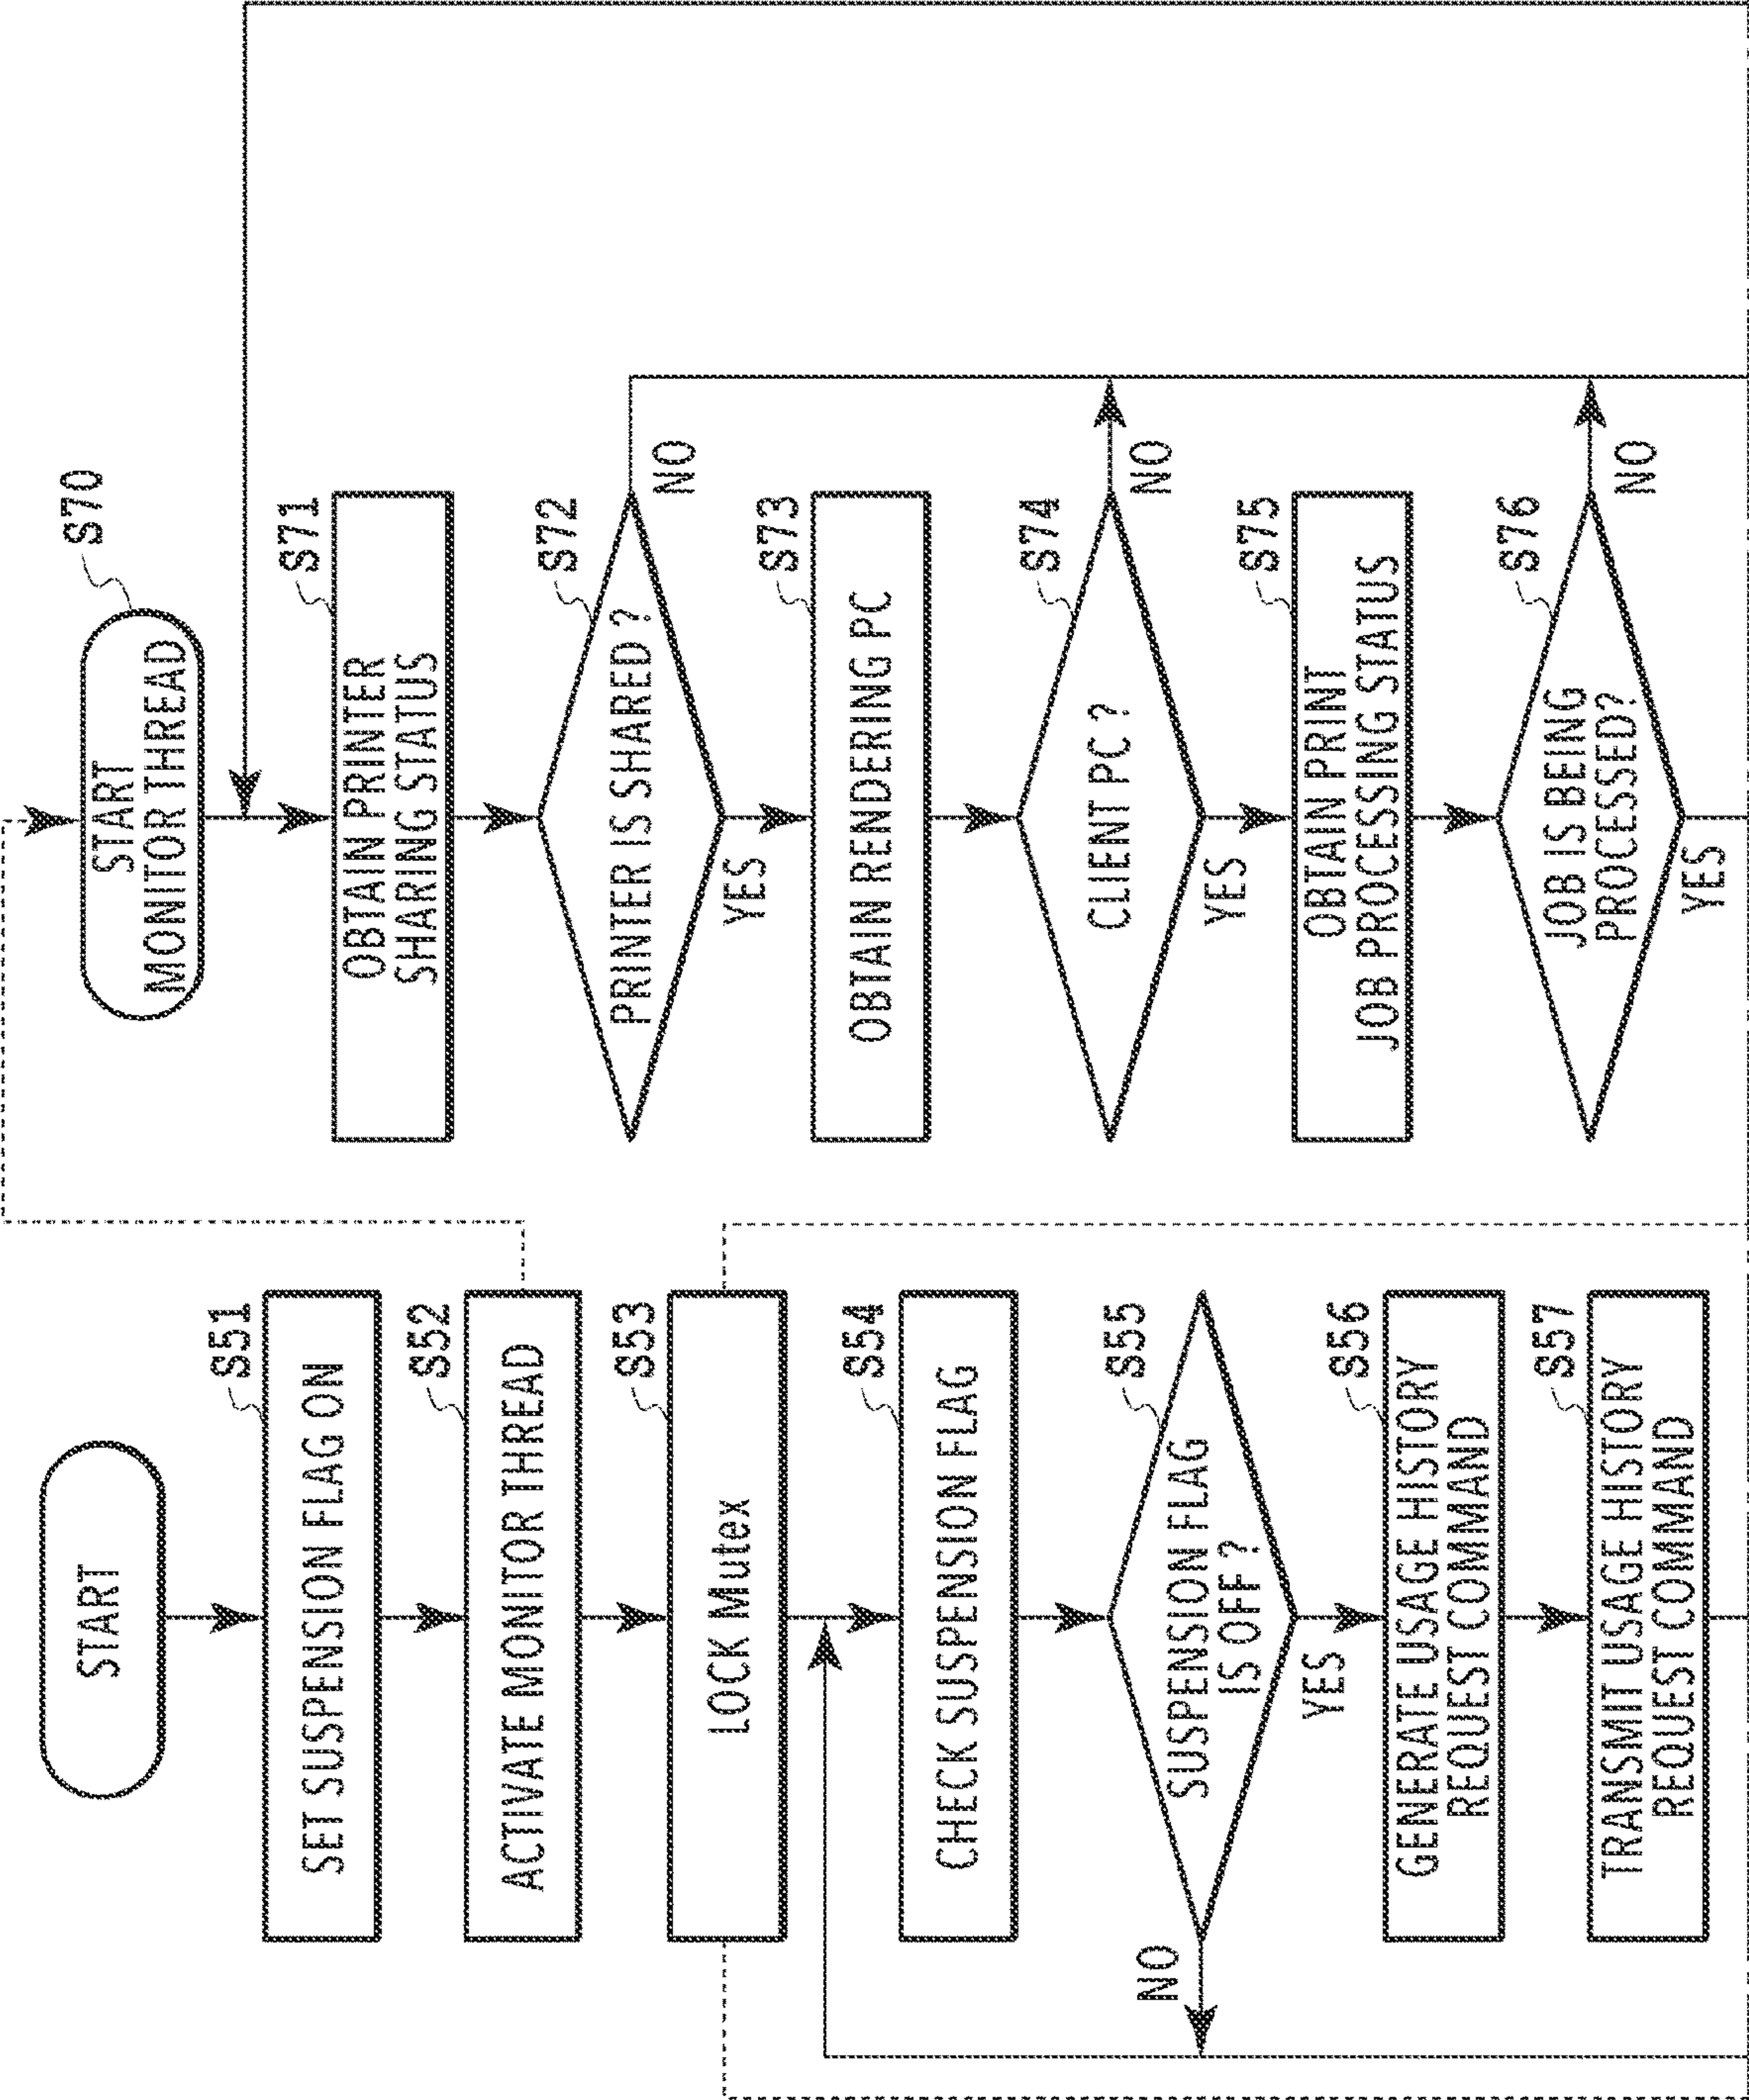 START
S51
SET SUSPENSION FLAG ON
S52
ACTIVATE MONITOR THREAD
S53
LOCK Mutex
S54
CHECK SUSPENSION FLAG
S55
SUSPENSION FLAG
IS OFF ?
NO
YES
S56
GENERATE USAGE HISTORY
REQUEST COMMAND
S57
TRANSMIT USAGE HISTORY
REQUEST COMMAND
S70
START
MONITOR THREAD
S71
OBTAIN PRINTER
SHARING STATUS
S72
PRINTER IS SHARED ?
NO
YES
S73
OBTAIN RENDERING PC
S74
CLIENT PC ?
NO
YES
S75
OBTAIN PRINT
JOB PROCESSING STATUS
S76
JOB IS BEING
PROCESSED?
NO
YES